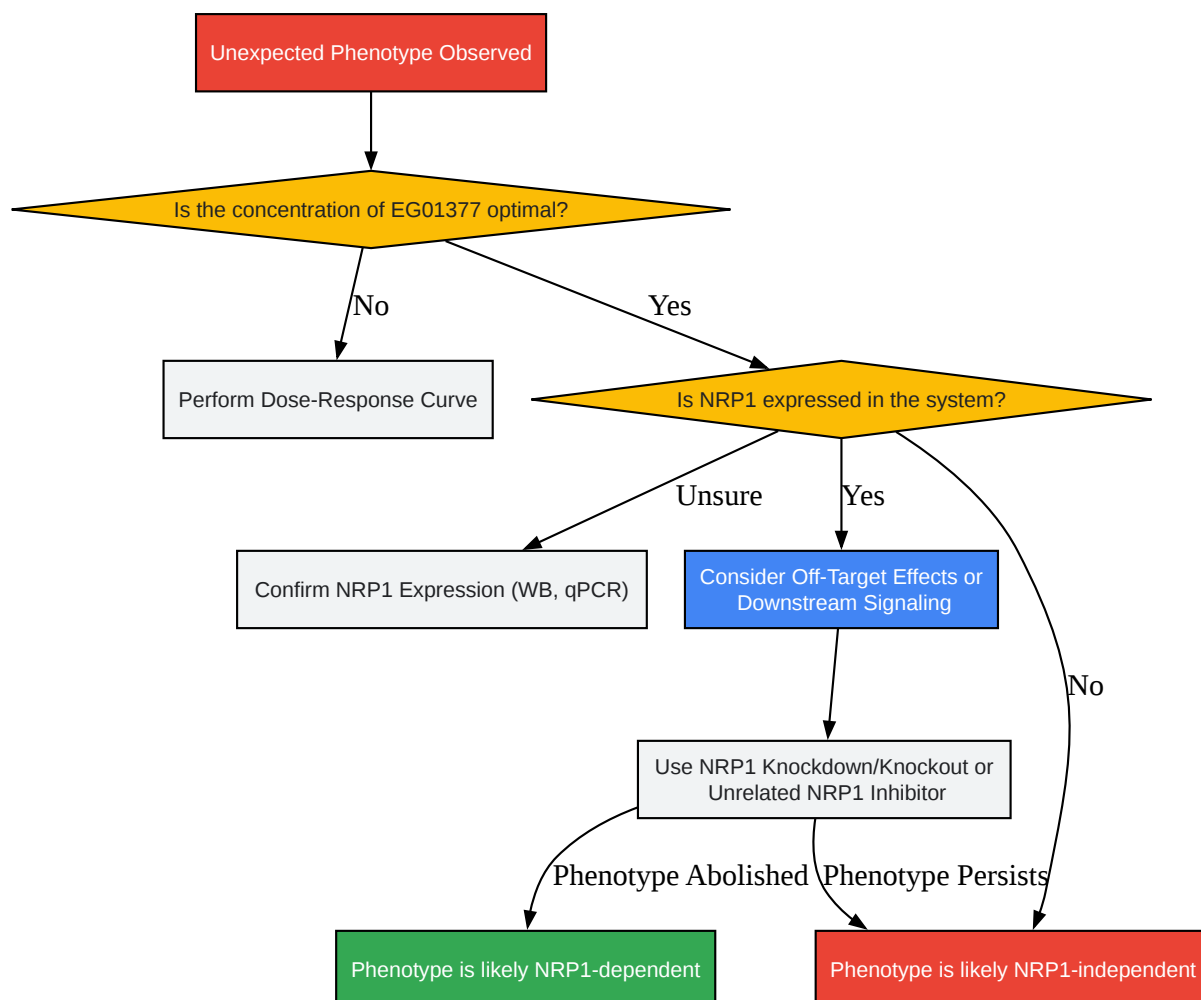 Unexpected Phenotype Observed
Is the concentration of EG01377 optimal?
No
Yes
Perform Dose-Response Curve
Is NRP1 expressed in the system?
Unsure
Yes
Confirm NRP1 Expression (WB, qPCR)
Consider Off-Target Effects or
Downstream Signaling
No
Use NRP1 Knockdown/Knockout or
Unrelated NRP1 Inhibitor
Phenotype Abolished
Phenotype Persists
Phenotype is likely NRP1-dependent
Phenotype is likely NRP1-independent